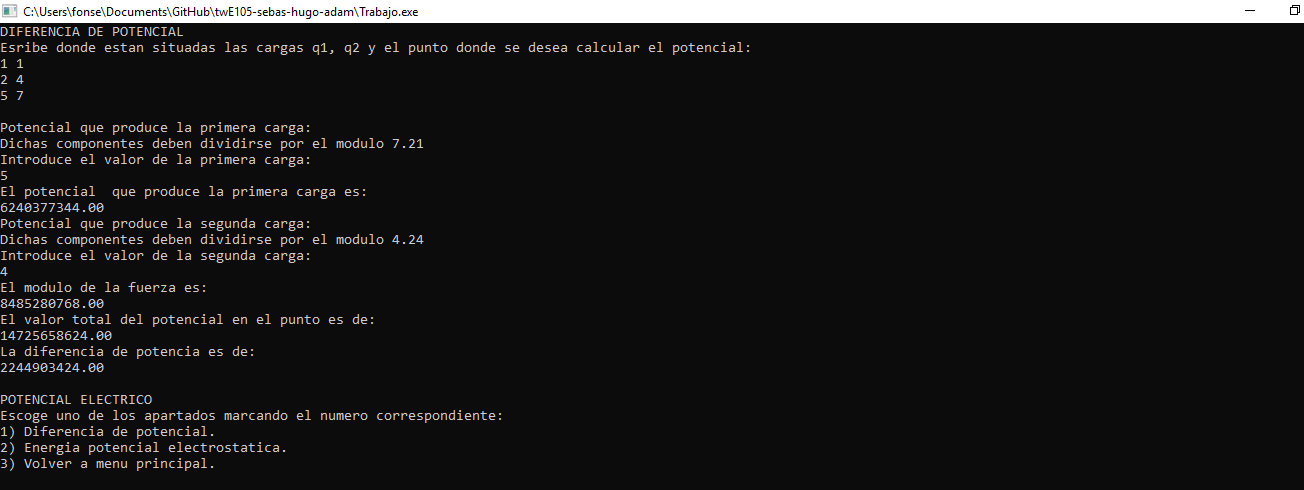 C:\Users\fonse\Documents\GitHub\twE105-sebas-hugo-adam\Trabajo.exe
DIFERENCIA DE POTENCIAL
Esribe donde estan situadas las cargas q1, q2 y el punto donde se desea calcular el potencial:
1 1
2 4
5 7
Potencial que produce la primera carga:
Dichas componentes deben dividirse por el modulo 7.21
Introduce el valor de la primera carga:
5
El potencial  que produce la primera carga es:
6240377344.00
Potencial que produce la segunda carga:
Dichas componentes deben dividirse por el modulo 4.24
Introduce el valor de la segunda carga:
4
El modulo de la fuerza es:
8485280768.00
El valor total del potencial en el punto es de:
14725658624.00
La diferencia de potencia es de:
2244903424.00
POTENCIAL ELECTRICO
Escoge uno de los apartados marcando el numero correspondiente:
1) Diferencia de potencial.
2) Energia potencial electrostatica.
3) Volver a menu principal.